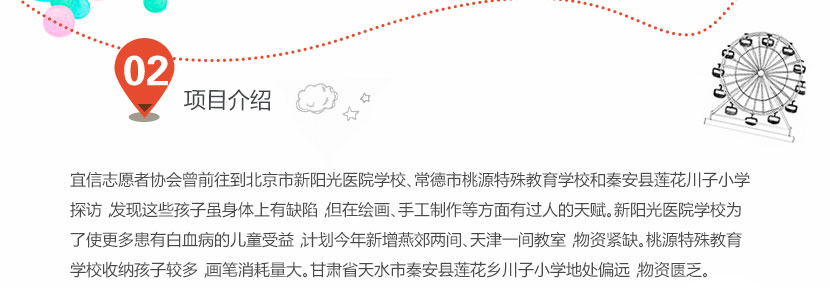 02
项目介绍
宜信志愿者协会曾前往到北京市新阳光医院学校、常德市桃源特殊教育学校和秦安县莲花川子小学
探访,发现这些孩子虽身体上有缺陷,但在绘画、手工制作等方面有过人的天赋。新阳光医院学校为
了使更多患有白血病的儿童受益,计划今年新增燕郊两间、天津一间教室,物资紧缺。桃源特殊教育
学校收纳孩子较多,画笔消耗量大。甘肃省天水市秦安县莲花乡川子小学地处偏远,物资匮乏。